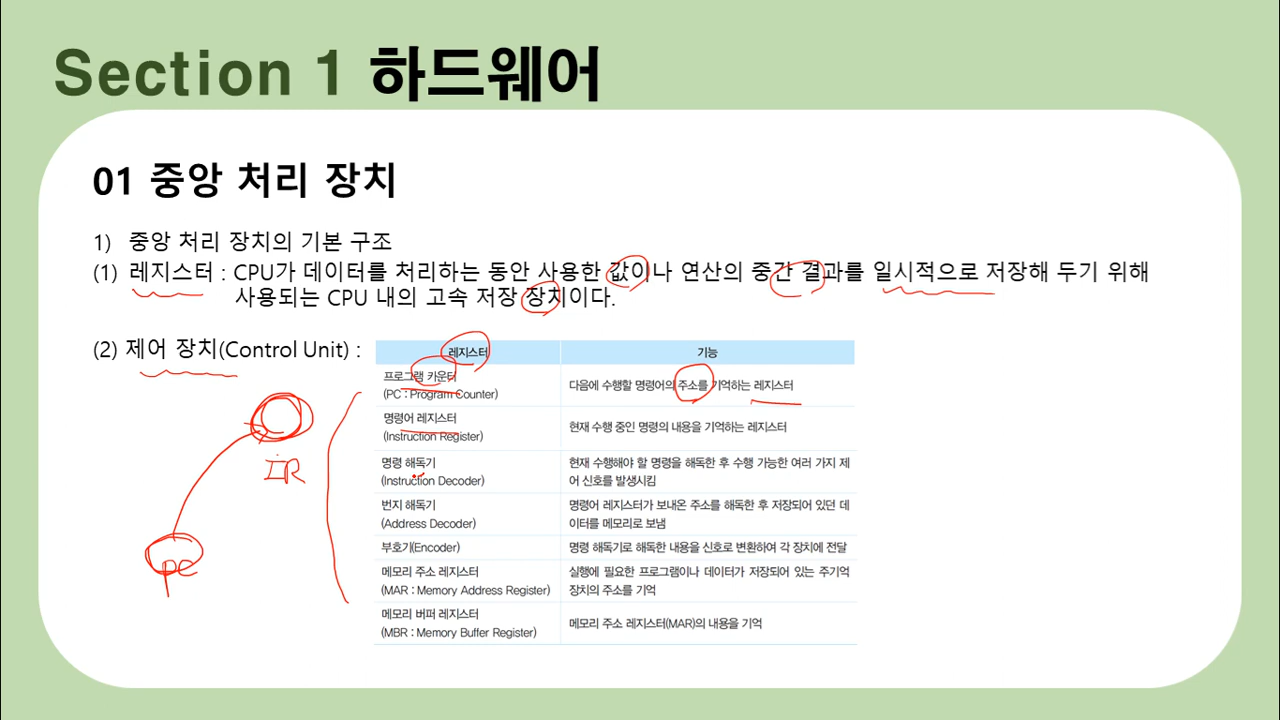 Section 1 하드웨어
01 중앙 처리 장치
1) 중앙 처리 장치의 기본 구조
(1) 레지스터 : CPU가 데이터를 처리하는 동안 사용한 값이나 연산의 중간 결과를 일시적으로 저장해 두기 위해
사용되는 CPU 내의 고속 저장 장치이다.
(2) 제어 장치(Control Unit) :
레지스터 기능
프로그램 카운터
(PC : Program Counter)
다음에 수행할 명령어의 주소를 기억하는 레지스터
명령어 레지스터
(Instruction Register)
현재 수행 중인 명령의 내용을 기억하는 레지스터
명령 해독기
(Instruction Decoder)
현재 수행해야 할 명령을 해독한 후 수행 가능한 여러 가지 제
어 신호를 발생시킴
번지 해독기
(Address Decoder)
명령어 레지스터가 보내온 주소를 해독한 후 저장되어 있던 데
이터를 메모리로 보냄
부호기(Encoder)
명령 해독기로 해독한 내용을 신호로 변환하여 각 장치에 전달
메모리 주소 레지스터
(MAR : Memory Address Register)
실행에 필요한 프로그램이나 데이터가 저장되어 있는 주기억
장치의 주소를 기억
메모리 버퍼 레지스터
(MBR : Memory Buffer Register)
메모리 주소 레지스터(MAR)의 내용을 기억
IR
PC